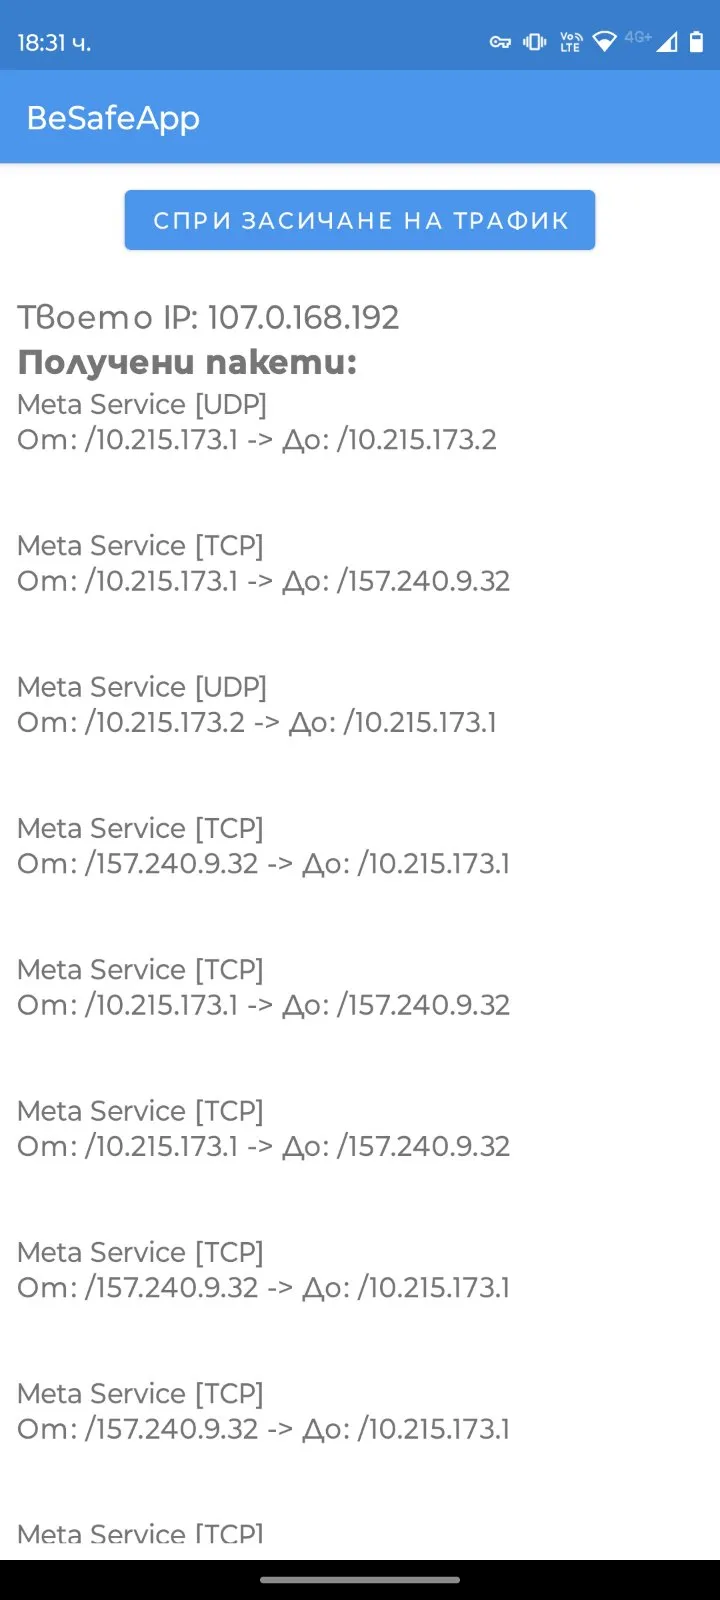 18:31 ч.
Vo LTE 4G+
BeSafeApp
СПРИ ЗАСИЧАНЕ НА ТРАФИК
Твоето IP: 107.0.168.192
Получени пакети:
Meta Service [UDP]
От: /10.215.173.1 -> До: /10.215.173.2
Meta Service [TCP]
От: /10.215.173.1 -> До: /157.240.9.32
Meta Service [UDP]
От: /10.215.173.2 -> До: /10.215.173.1
Meta Service [TCP]
От: /157.240.9.32 -> До: /10.215.173.1
Meta Service [TCP]
От: /10.215.173.1 -> До: /157.240.9.32
Meta Service [TCP]
От: /10.215.173.1 -> До: /157.240.9.32
Meta Service [TCP]
От: /157.240.9.32 -> До: /10.215.173.1
Meta Service [TCP]
От: /157.240.9.32 -> До: /10.215.173.1
Meta Service [TCP]